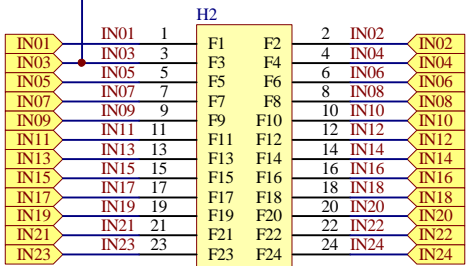 H2
IN01 IN01 1 F1 F2 2 IN02 IN02
IN03 IN03 3 F3 F4 4 IN04 IN04
IN05 IN05 5 F5 F6 6 IN06 IN06
IN07 IN07 7 F7 F8 8 IN08 IN08
IN09 IN09 9 F9 F10 10 IN10 IN10
IN11 IN11 11 F11 F12 12 IN12 IN12
IN13 IN13 13 F13 F14 14 IN14 IN14
IN15 IN15 15 F15 F16 16 IN16 IN16
IN17 IN17 17 F17 F18 18 IN18 IN18
IN19 IN19 19 F19 F20 20 IN20 IN20
IN21 IN21 21 F21 F22 22 IN22 IN22
IN23 IN23 23 F23 F24 24 IN24 IN24